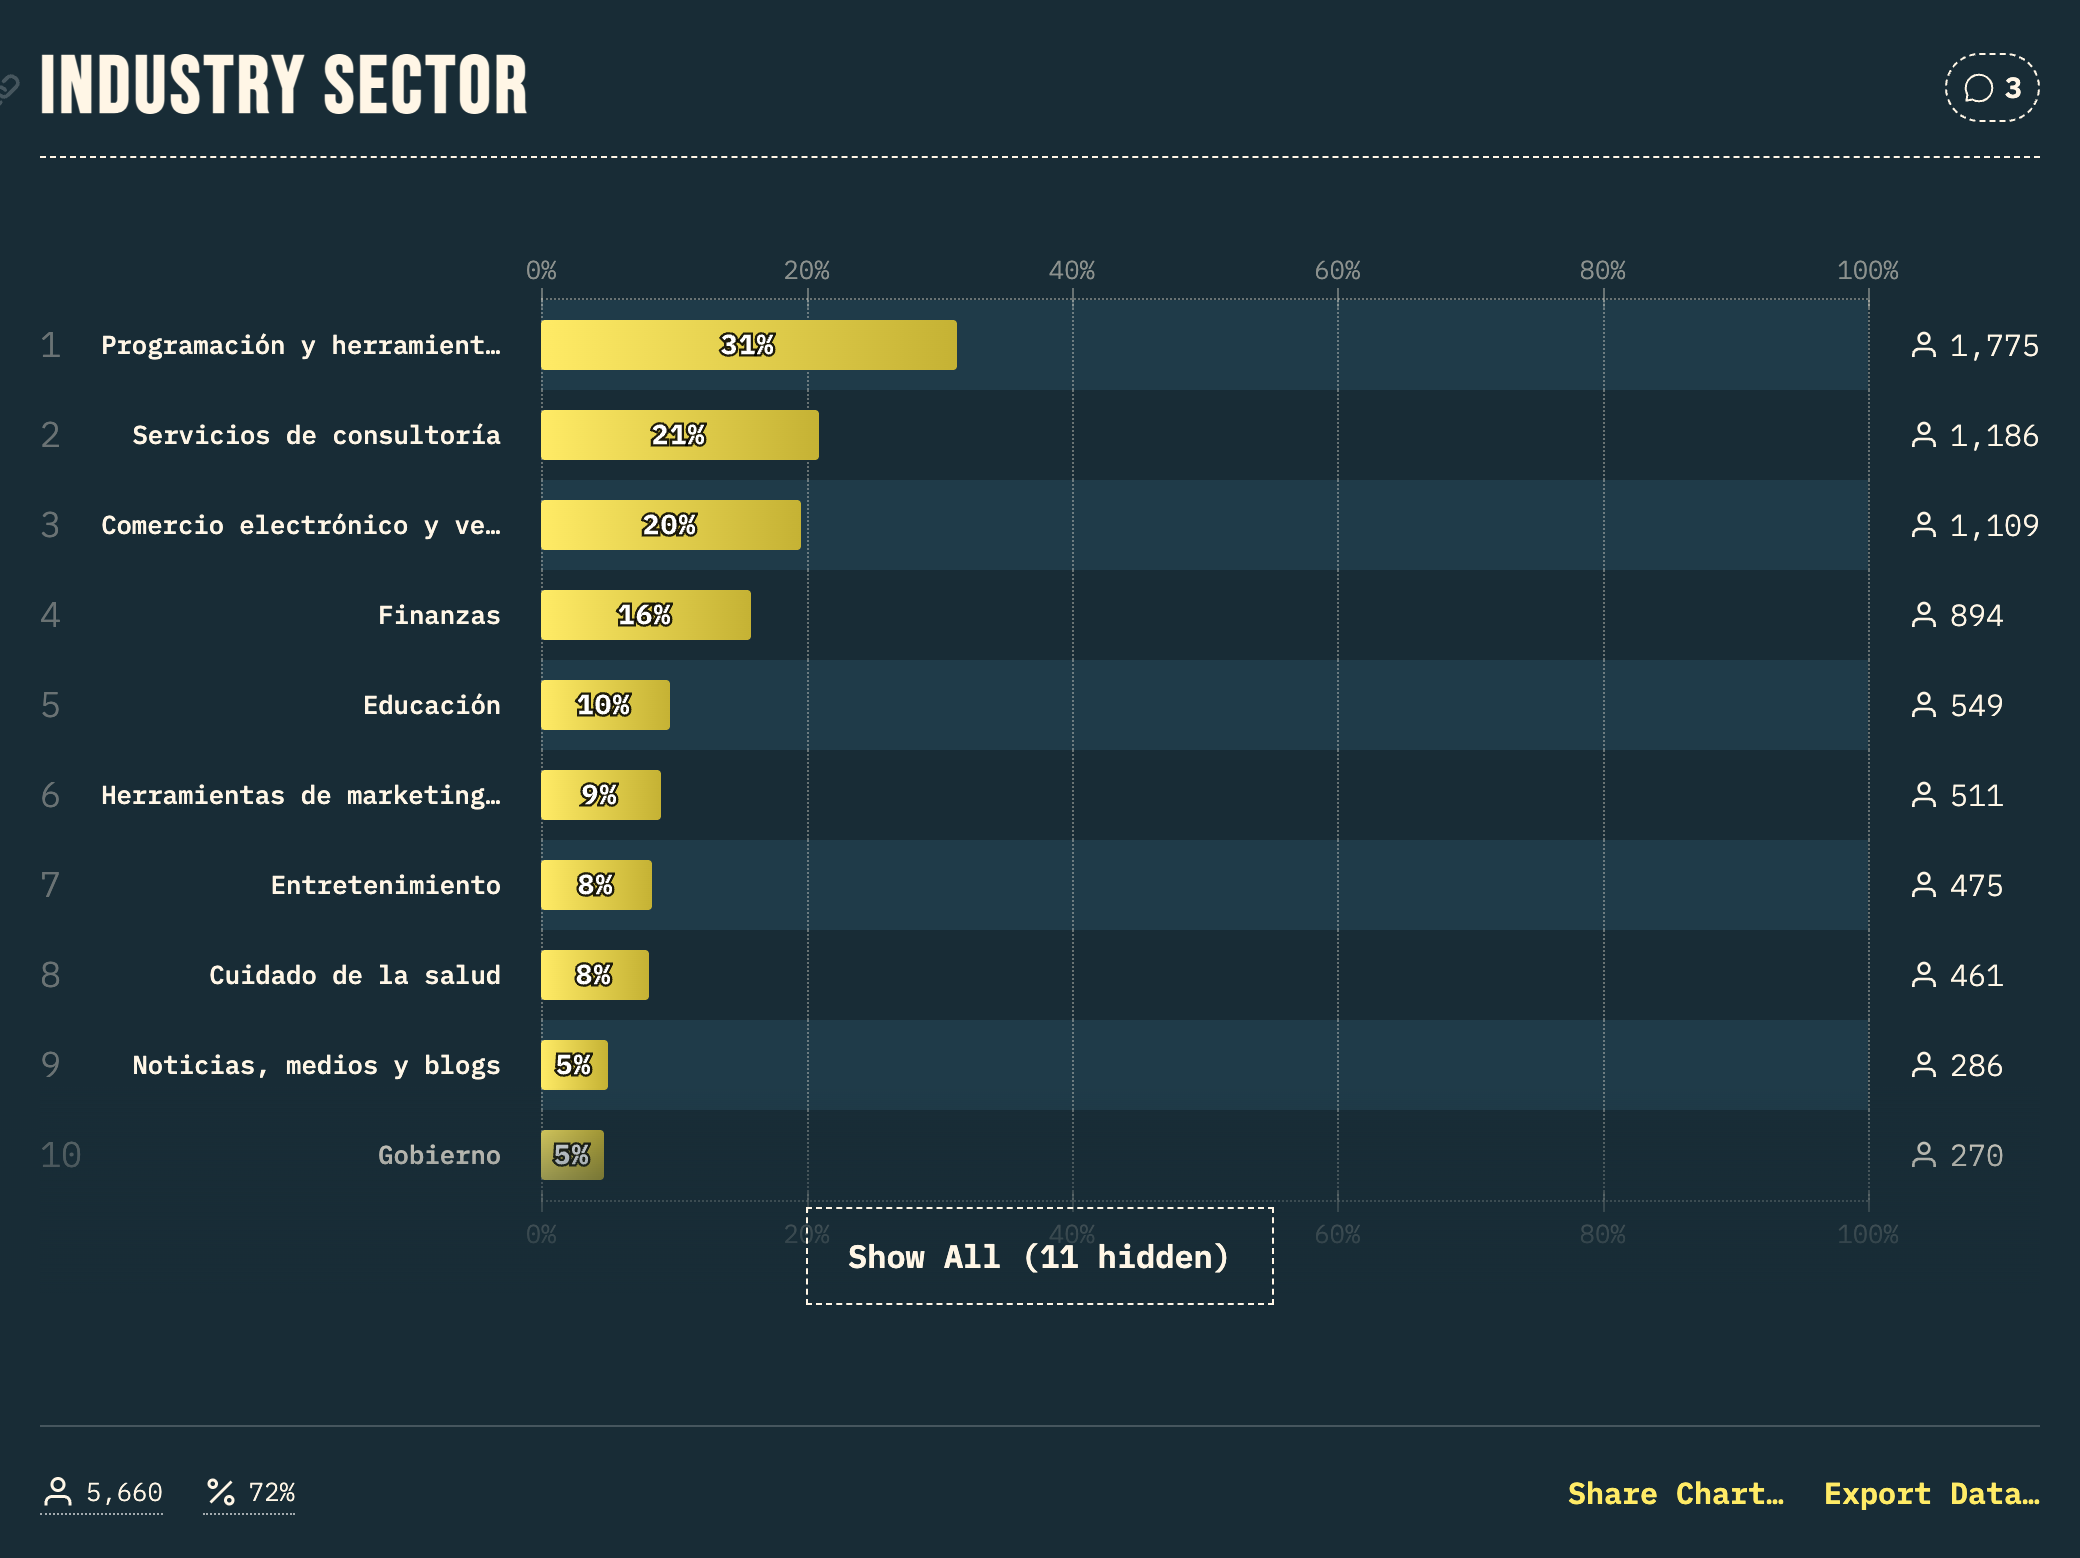 INDUSTRY SECTOR
3
0% 20% 40% 60% 80% 100%
1 Programación y herramient… 31% 1,775
2 Servicios de consultoría 21% 1,186
3 Comercio electrónico y ve… 20% 1,109
4 Finanzas 16% 894
5 Educación 10% 549
6 Herramientas de marketing… 9% 511
7 Entretenimiento 8% 475
8 Cuidado de la salud 8% 461
9 Noticias, medios y blogs 5% 286
10 Gobierno 5% 270
0% 20% 40% 60% 80% 100%
Show All (11 hidden)
5,660 72% Share Chart… Export Data…